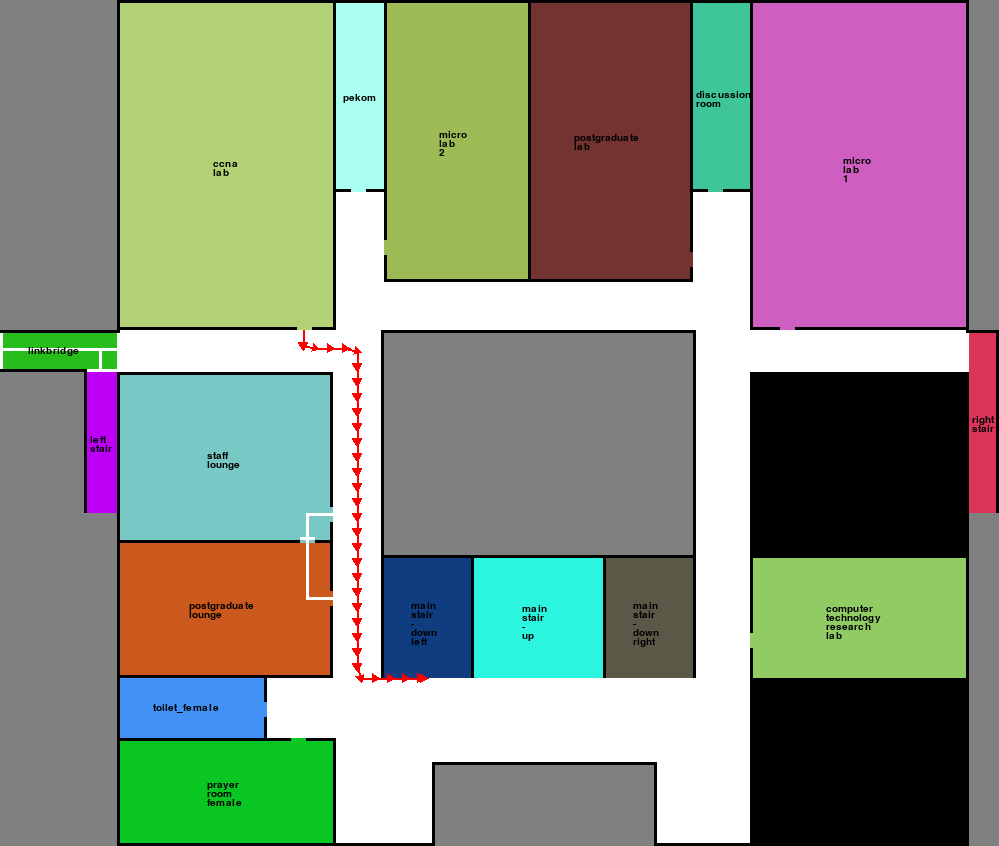 pekom
discussion
room
micro
lab
2
postgraduate
lab
ccna
lab
micro
lab
1
linkbridge
left
stair
right
stair
staff
lounge
postgraduate
lounge
main
stair
-
down
left
main
stair
-
up
main
stair
-
down
right
computer
technology
research
lab
toilet_female
prayer
room
female